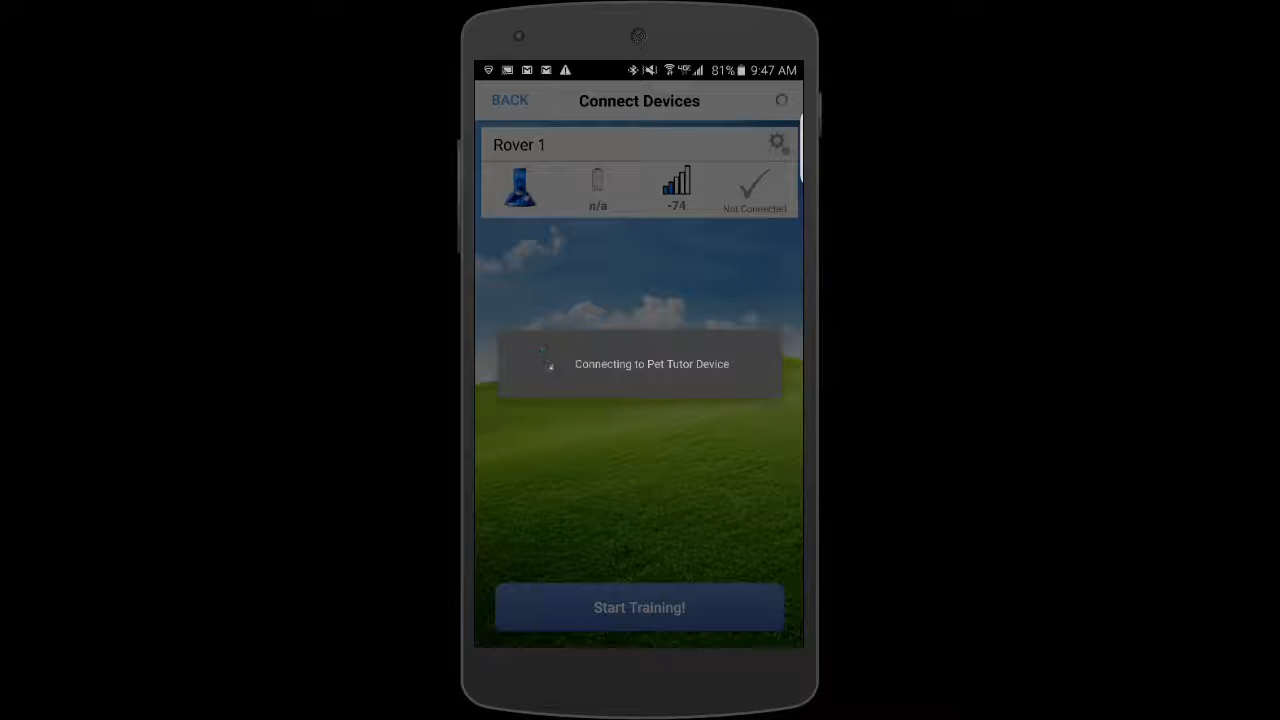 81% 9:47 AM
BACK Connect Devices
Rover 1
n/a -74 Not Connected
Connecting to Pet Tutor Device
Start Training!